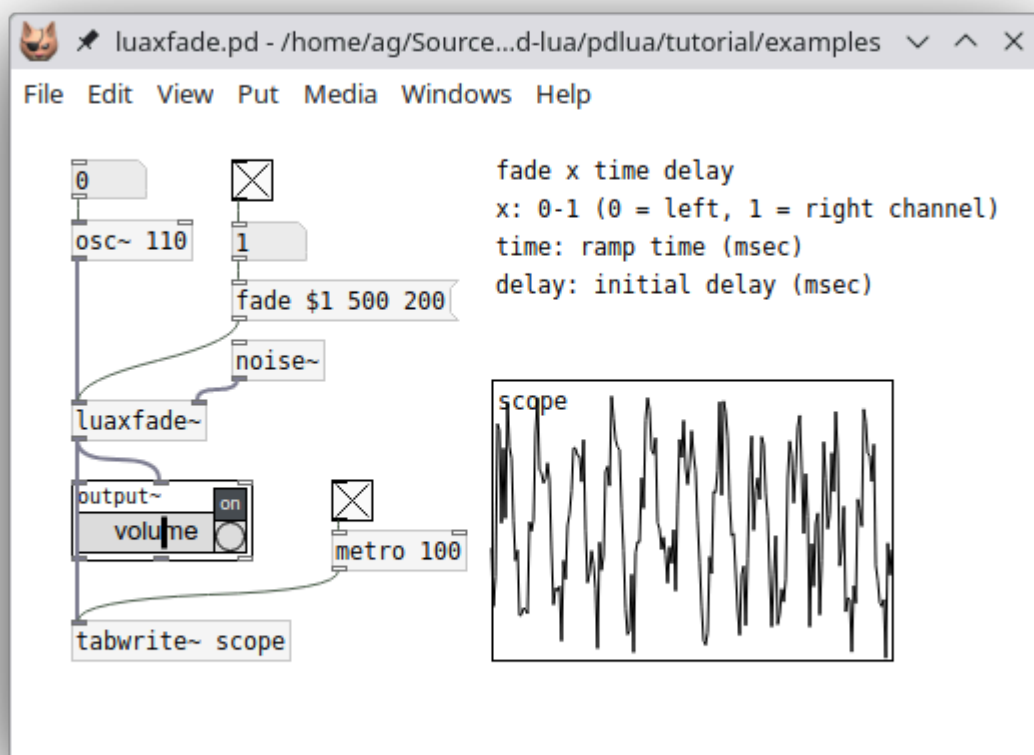 luaxfade.pd - /home/ag/Source...d-lua/pdlua/tutorial/examples
File Edit View Put Media Windows Help
0
osc~ 110
1
fade $1 500 200
noise~
luaxfade~
output~
on
volume
metro 100
tabwrite~ scope
fade x time delay
x: 0-1 (0 = left, 1 = right channel)
time: ramp time (msec)
delay: initial delay (msec)
scope